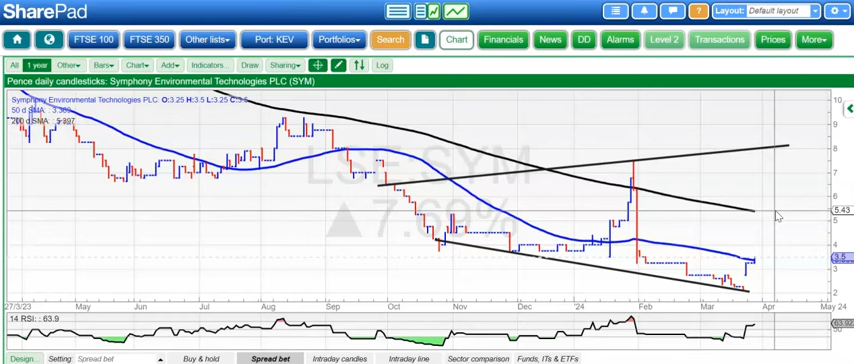 SharePad
Layout: Default layout
FTSE 100 FTSE 350 Other lists Port: KEV Portfolios Search Chart Financials News DD Alarms Level 2 Transactions Prices More
All 1 year Other Bars Chart Add Indicators... Draw Sharing Log
Pence daily candlesticks: Symphony Environmental Technologies PLC (SYM)
Symphony Environmental Technologies PLC O:3.25 H:3.5 L:3.25 C:3.5
50 d SMA: : 3.369
200 d SMA : 5.397
LSE:SYM
▲7.69%
10
9
8
7
6
5.43
5
4
3.5
3
2
27/3/23 May Jun Jul Aug Sep Oct Nov Dec '24 Feb Mar Apr May 24
14 RSI: : 63.9
63.92
50
Design... Setting: Spread bet Buy & hold Spread bet Intraday candles Intraday line Sector comparison Funds, ITs & ETFs